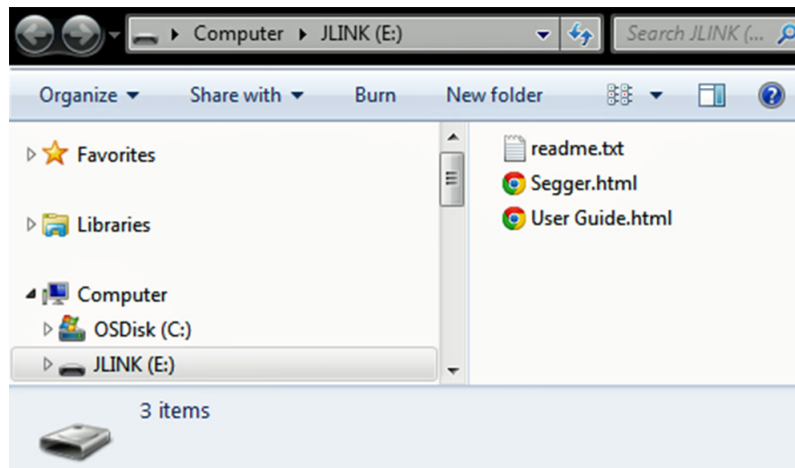 Computer JLINK (E:) Search JLINK (...
Organize Share with Burn New folder
Favorites
Libraries
Computer
OSDisk (C:)
JLINK (E:)
readme.txt
Segger.html
User Guide.html
3 items